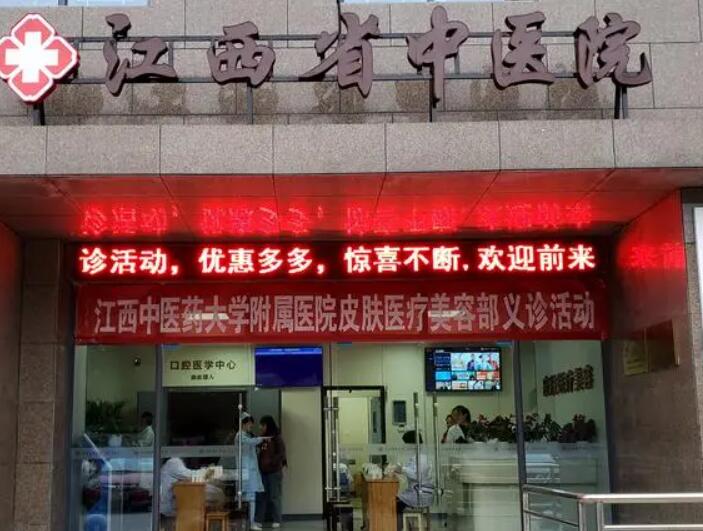 江西省中医院
诊活动，优惠多多，惊喜不断,欢迎前来
江西中医药大学附属医院皮肤医疗美容部义诊活动
口腔医学中心